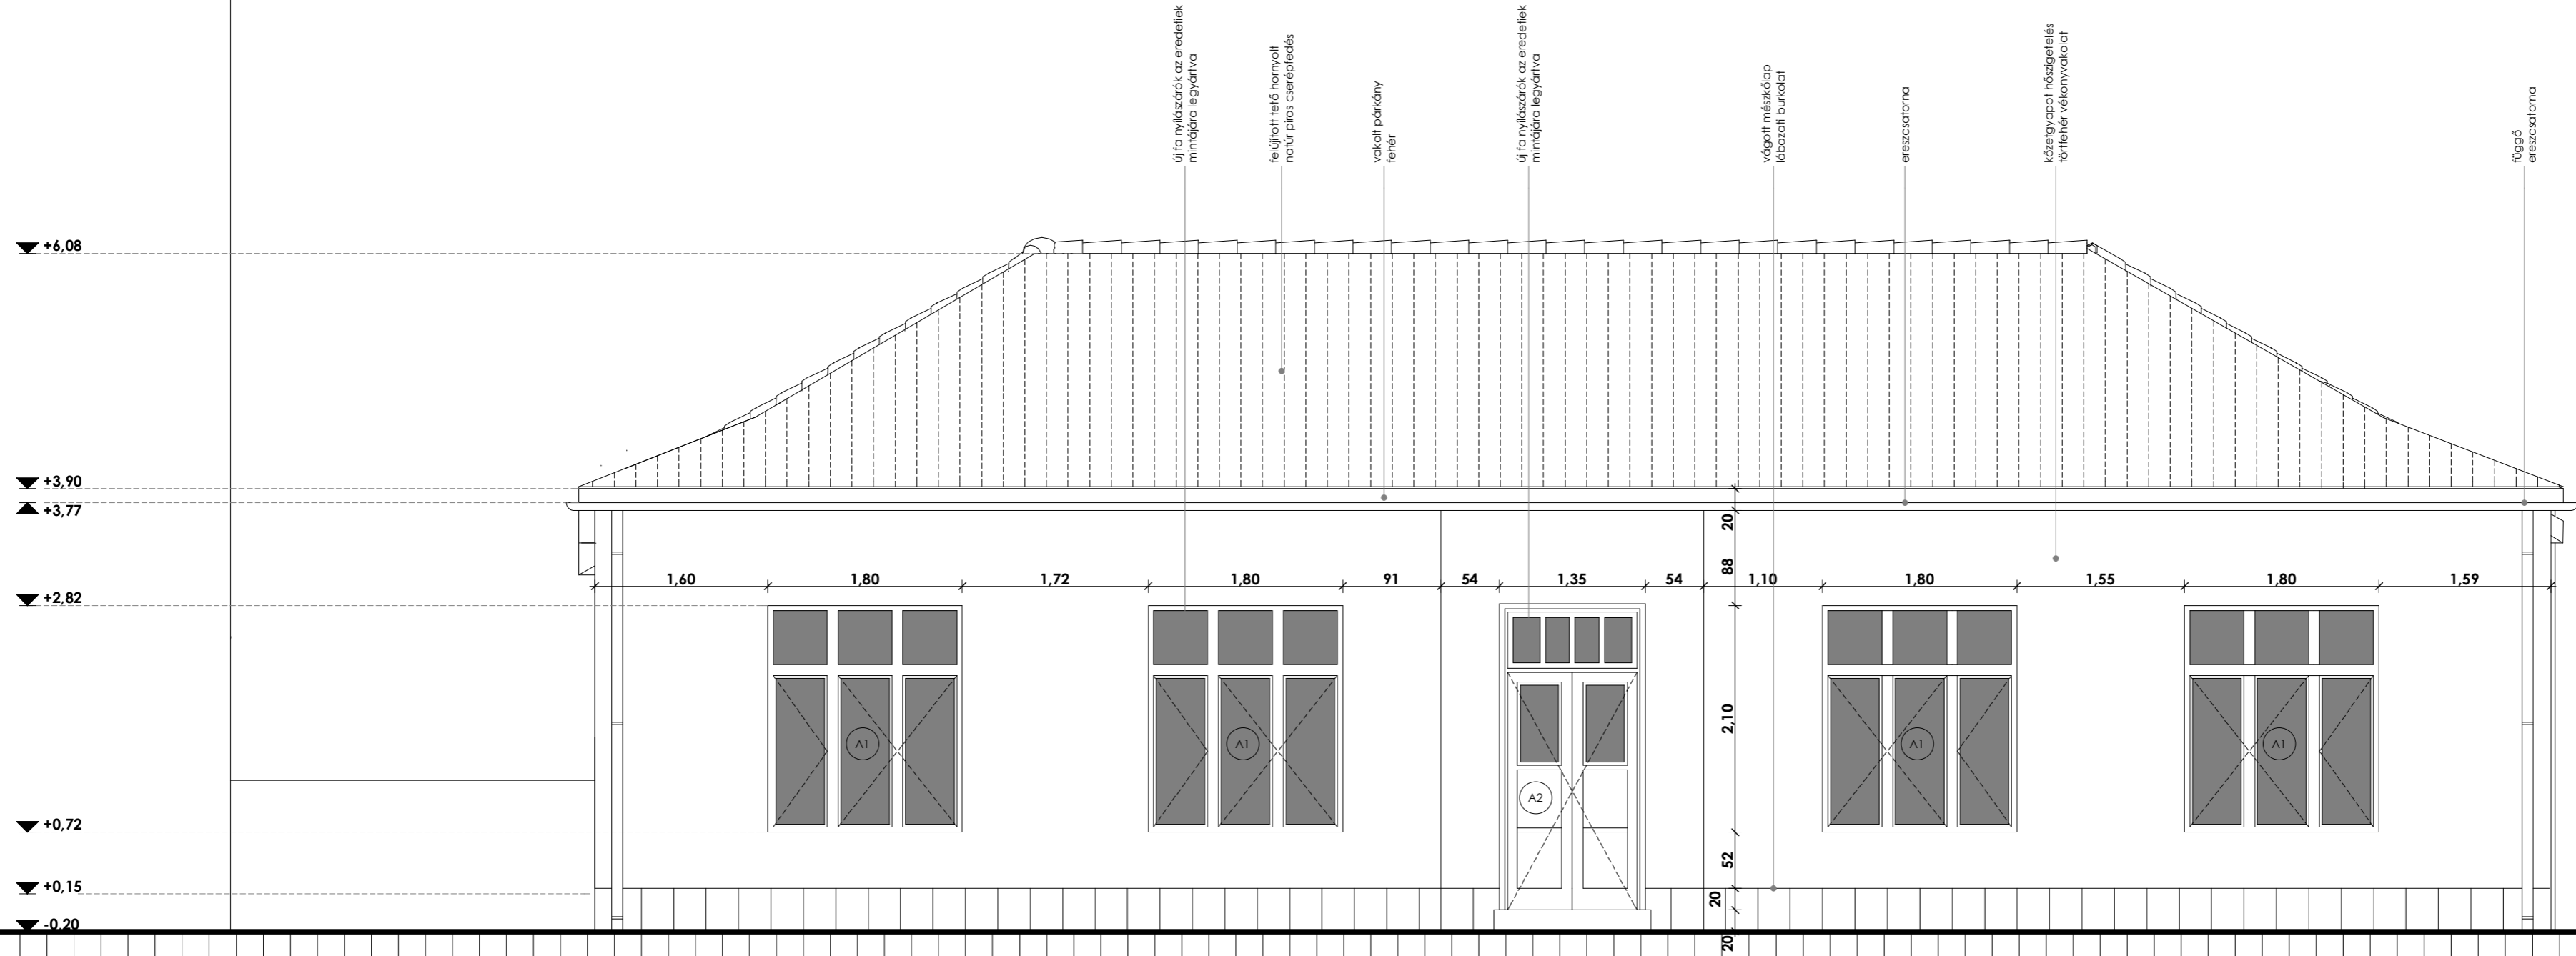 új fa nyílászárók az eredetiek
mintájára legyártva
felújított tető hornyolt
natúr piros cserépfedés
vakolt párkány
fehér
új fa nyílászárók az eredetiek
mintájára legyártva
vágott mészkőlap
lábazati burkolat
ereszcsatorna
kőzetgyapot hőszigetelés
törtfehér vékonyvakolat
függő
ereszcsatorna
+6,08
+3,90
+3,77
+2,82
+0,72
+0,15
-0,20
1,60
1,80
1,72
1,80
91
54
1,35
54
1,10
1,80
1,55
1,80
1,59
20
88
2,10
52
20
20
A1
A1
A2
A1
A1